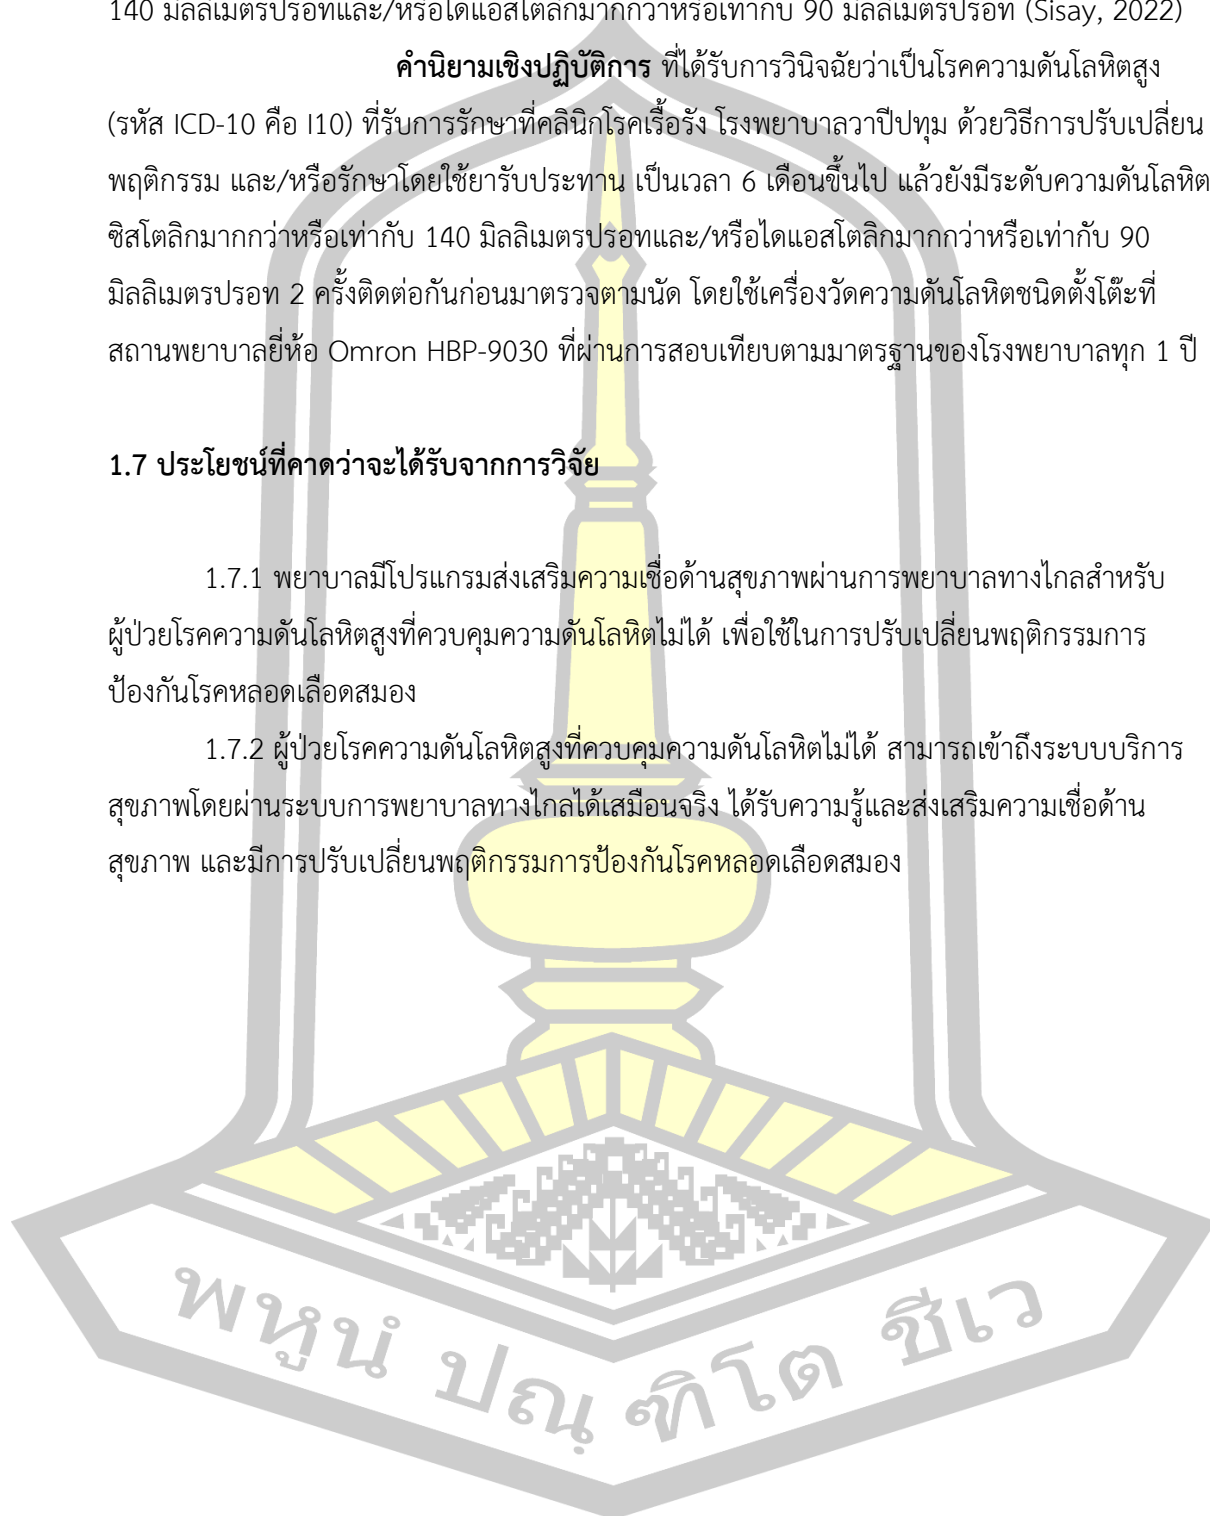 140 มิลลิเมตรปรอทและ/หรือไดแอสโตลิกมากกว่าหรือเท่ากับ 90 มิลลิเมตรปรอท (Sisay, 2022)
คำนิยามเชิงปฏิบัติการ ที่ได้รับการวินิจฉัยว่าเป็นโรคความดันโลหิตสูง
(รหัส ICD-10 คือ I10) ที่รับการรักษาที่คลินิกโรคเรื้อรัง โรงพยาบาลวาปีปทุม ด้วยวิธีการปรับเปลี่ยน
พฤติกรรม และ/หรือรักษาโดยใช้ยารับประทาน เป็นเวลา 6 เดือนขึ้นไป แล้วยังมีระดับความดันโลหิต
ซิสโตลิกมากกว่าหรือเท่ากับ 140 มิลลิเมตรปรอทและ/หรือไดแอสโตลิกมากกว่าหรือเท่ากับ 90
มิลลิเมตรปรอท 2 ครั้งติดต่อกันก่อนมาตรวจตามนัด โดยใช้เครื่องวัดความดันโลหิตชนิดตั้งโต๊ะที่
สถานพยาบาลยี่ห้อ Omron HBP-9030 ที่ผ่านการสอบเทียบตามมาตรฐานของโรงพยาบาลทุก 1 ปี
1.7 ประโยชน์ที่คาดว่าจะได้รับจากการวิจัย
1.7.1 พยาบาลมีโปรแกรมส่งเสริมความเชื่อด้านสุขภาพผ่านการพยาบาลทางไกลสำหรับ
ผู้ป่วยโรคความดันโลหิตสูงที่ควบคุมความดันโลหิตไม่ได้ เพื่อใช้ในการปรับเปลี่ยนพฤติกรรมการ
ป้องกันโรคหลอดเลือดสมอง
1.7.2 ผู้ป่วยโรคความดันโลหิตสูงที่ควบคุมความดันโลหิตไม่ได้ สามารถเข้าถึงระบบบริการ
สุขภาพโดยผ่านระบบการพยาบาลทางไกลได้เสมือนจริง ได้รับความรู้และส่งเสริมความเชื่อด้าน
สุขภาพ และมีการปรับเปลี่ยนพฤติกรรมการป้องกันโรคหลอดเลือดสมอง
พหูนํ ปณฺ ฑิโต ชีเว